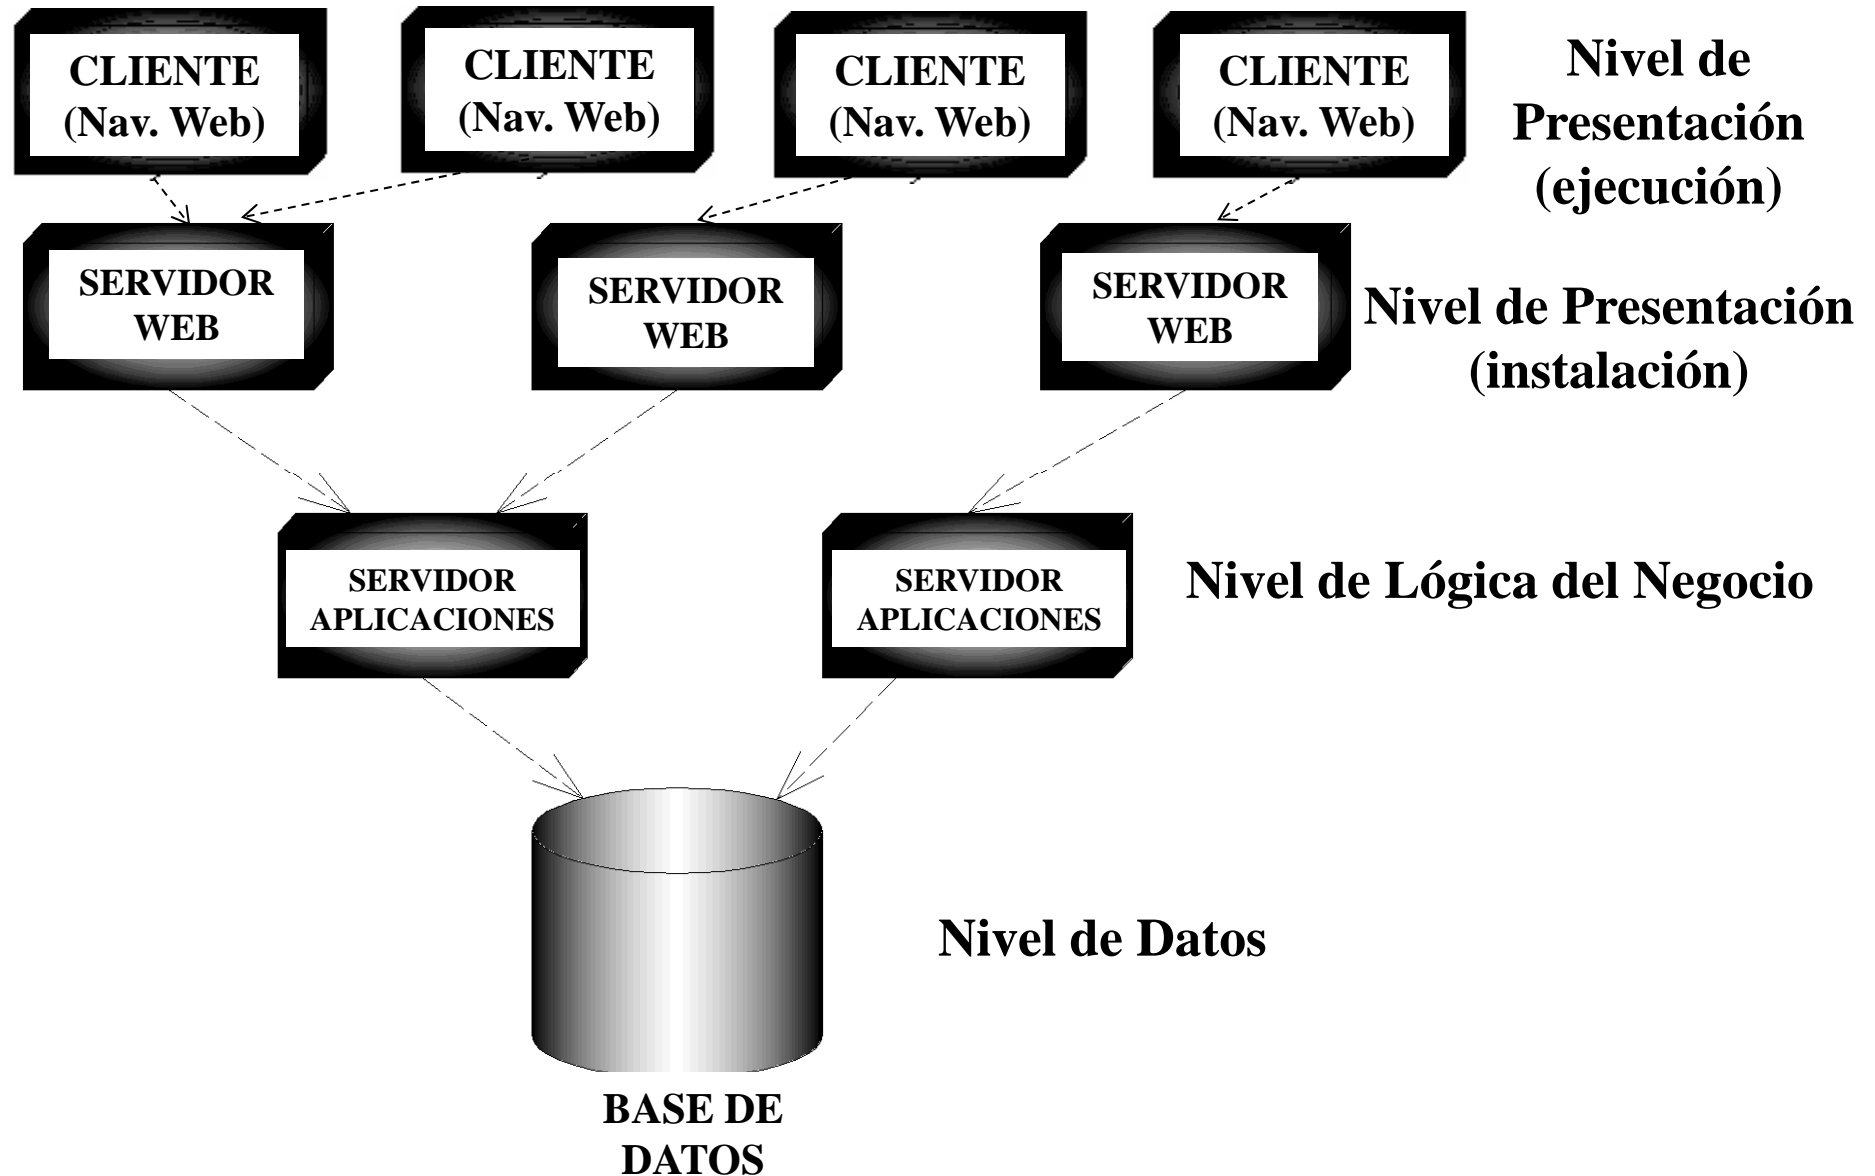 CLIENTE
(Nav. Web)
CLIENTE
(Nav. Web)
CLIENTE
(Nav. Web)
CLIENTE
(Nav. Web)
Nivel de
Presentación
(ejecución)
SERVIDOR
WEB
SERVIDOR
WEB
SERVIDOR
WEB
Nivel de Presentación
(instalación)
SERVIDOR
APLICACIONES
SERVIDOR
APLICACIONES
Nivel de Lógica del Negocio
Nivel de Datos
BASE DE
DATOS